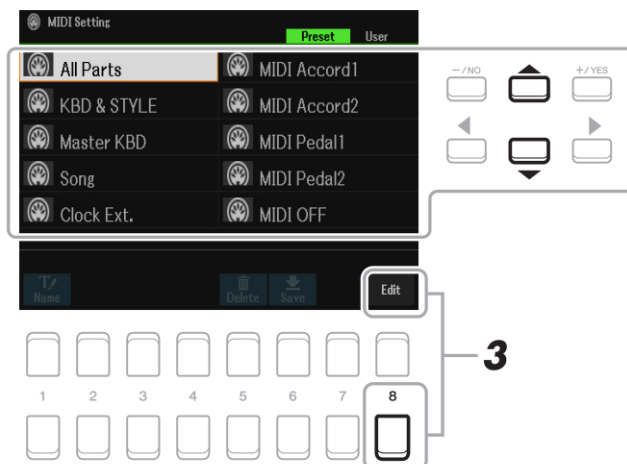 MIDI Setting
Preset User
All Parts MIDI Accord1
KBD & STYLE MIDI Accord2
Master KBD MIDI Pedal1
Song MIDI Pedal2
Clock Ext. MIDI OFF
Name Delete Save Edit
-/NO +/YES
3
1 2 3 4 5 6 7 8